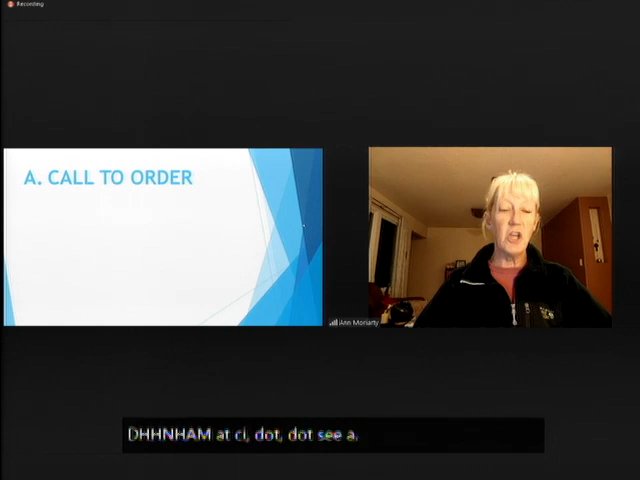 Recording
A. CALL TO ORDER
Ann Moriarty
DHHNHAM at ci, dot, dot see a.